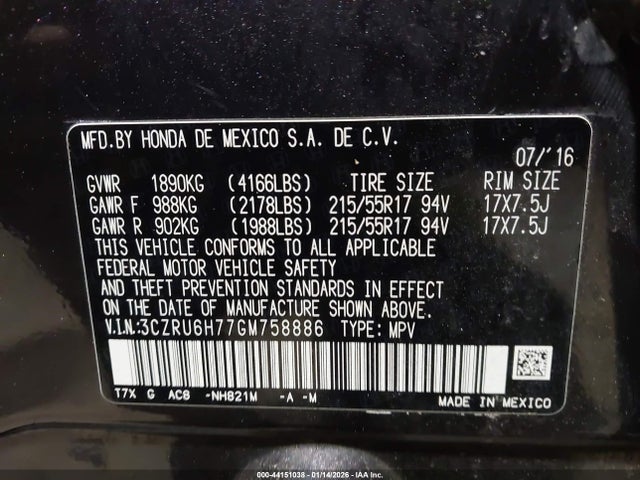 MFD.BY HONDA DE MEXICO S.A. DE C.V.
07/'16
GVWR 1890KG (4166LBS) TIRE SIZE RIM SIZE
GAWR F 988KG (2178LBS) 215/55R17 94V 17X7.5J
GAWR R 902KG (1988LBS) 215/55R17 94V 17X7.5J
THIS VEHICLE CONFORMS TO ALL APPLICABLE
FEDERAL MOTOR VEHICLE SAFETY
AND THEFT PREVENTION STANDARDS IN EFFECT
ON THE DATE OF MANUFACTURE SHOWN ABOVE.
V.I.N:3CZRU6H77GM758886 TYPE: MPV
T7X G AC8 -NH821M -A -M
MADE IN MEXICO
000-44151038 - 01/14/2026 - IAA Inc.